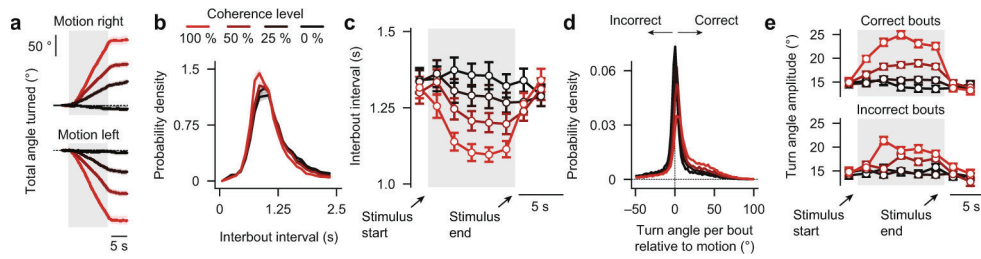 a
Motion right
50 °
Total angle turned (°)
Motion left
5 s
b
Coherence level
100 % 50 % 25 % 0 %
Probability density
1.5
0.75
0
0 1.25 2.5
Interbout interval (s)
c
Interbout interval (s)
1.50
1.25
1.0
Stimulus
start
Stimulus
end
5 s
d
Incorrect Correct
Probability density
0.06
0.03
0
−50 0 50 100
Turn angle per bout
relative to motion (°)
e
Correct bouts
Turn angle amplitude (°)
25
20
15
Incorrect bouts
25
20
15
Stimulus
start
Stimulus
end
5 s